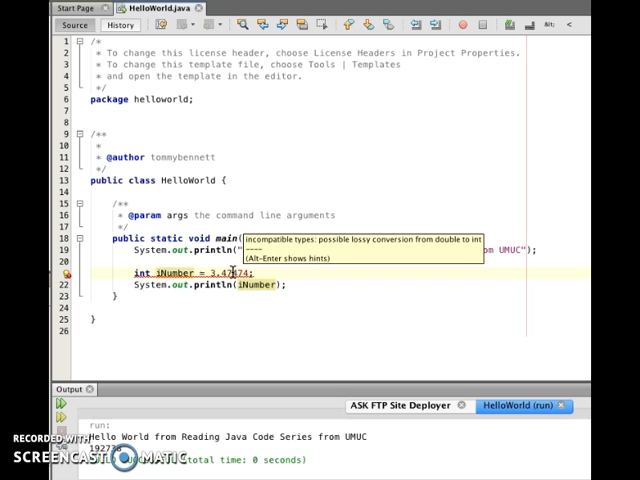 Start Page HelloWorld.java
Source History
1 /*
2 * To change this license header, choose License Headers in Project Properties.
3 * To change this template file, choose Tools | Templates
4 * and open the template in the editor.
5 */
6 package helloworld;
7
8
9 /**
10 *
11 * @author tommybennett
12 */
13 public class HelloWorld {
14
15 /**
16 * @param args the command line arguments
17 */
18 public static void main(
incompatible types: possible lossy conversion from double to int
19 System.out.println(" om UMUC");
----
20
(Alt-Enter shows hints)
int iNumber = 3.47474;
22 System.out.println(iNumber);
23 }
24
25 }
26
Output
ASK FTP Site Deployer HelloWorld (run)
run:
Hello World from Reading Java Code Series from UMUC
RECORDED WITH
SCREENCAST MATIC
total time: 0 seconds)